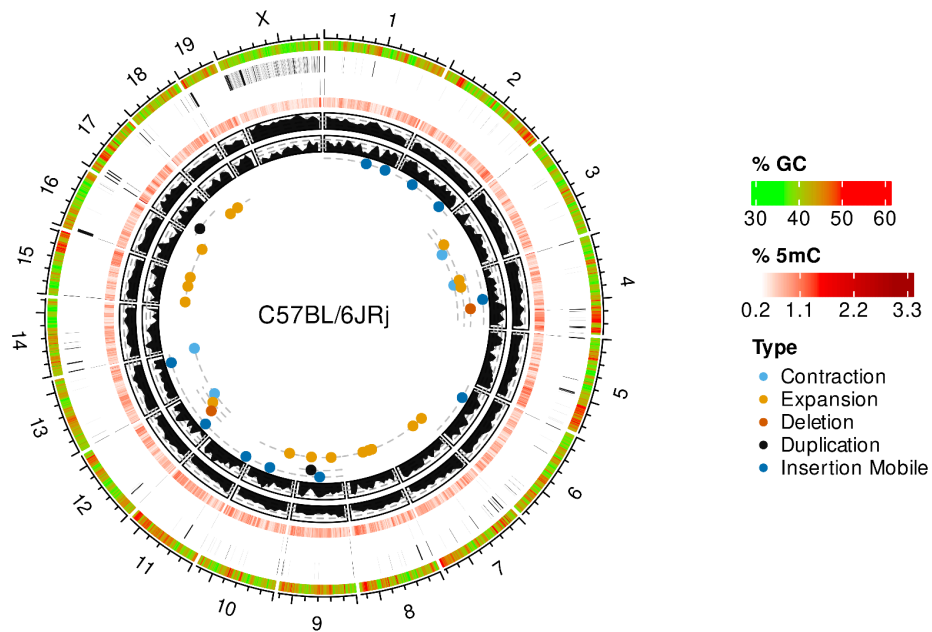 X
1
2
3
4
5
6
7
8
9
10
11
12
13
14
15
16
17
18
19
C57BL/6JRj
% GC
30 40 50 60
% 5mC
0.2 1.1 2.2 3.3
Type
Contraction
Expansion
Deletion
Duplication
Insertion Mobile